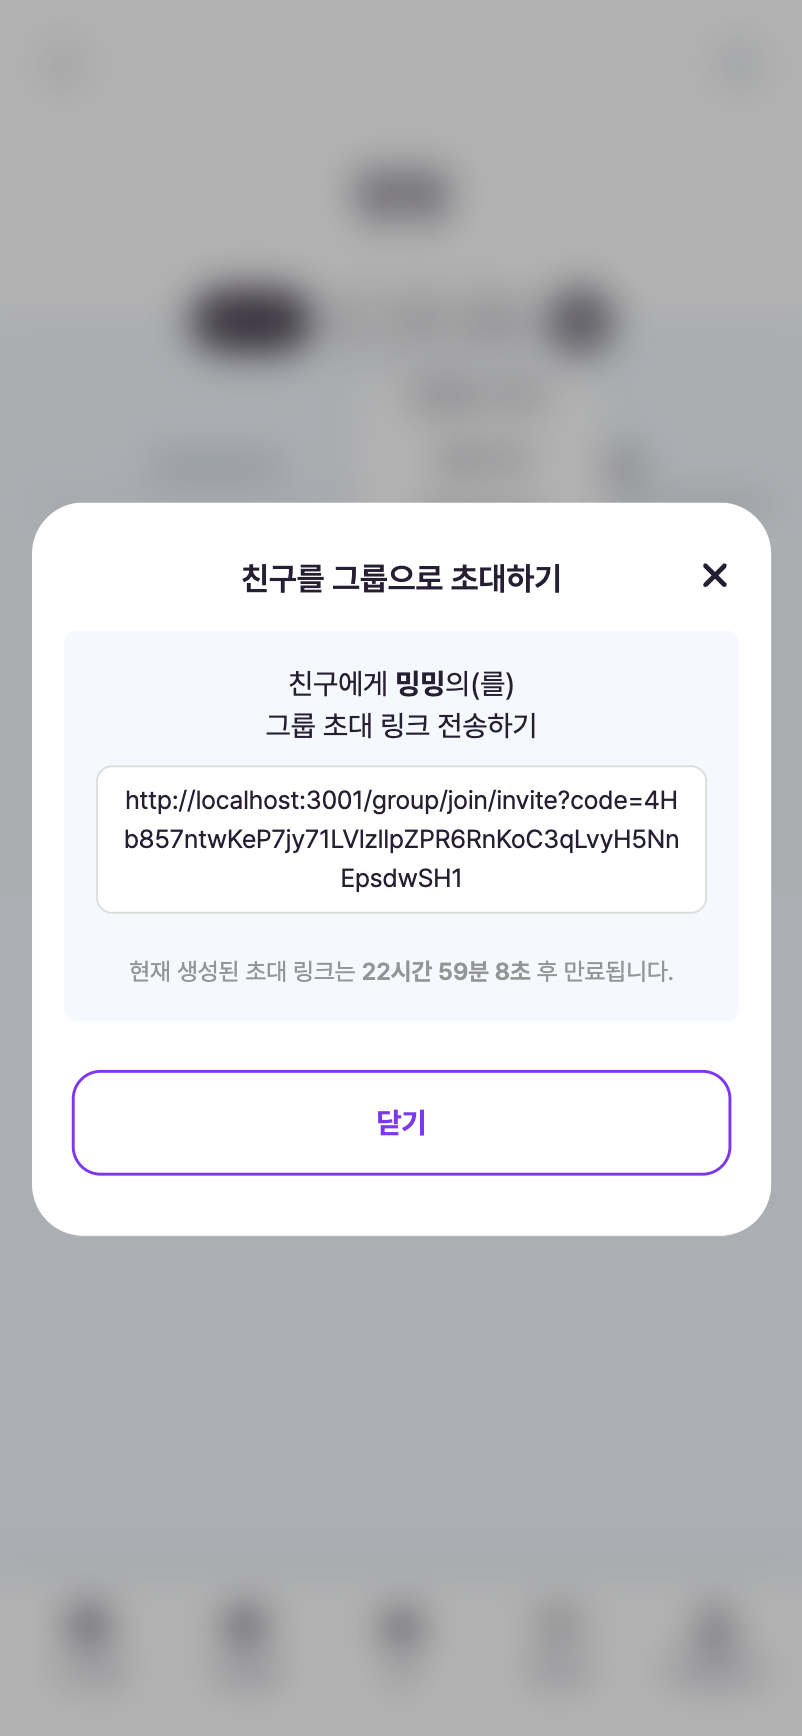 친구를 그룹으로 초대하기
친구에게 밍밍의(를)
그룹 초대 링크 전송하기
http://localhost:3001/group/join/invite?code=4H
b857ntwKeP7jy71LVlzllpZPR6RnKoC3qLvyH5Nn
EpsdwSH1
현재 생성된 초대 링크는 22시간 59분 8초 후 만료됩니다.
닫기